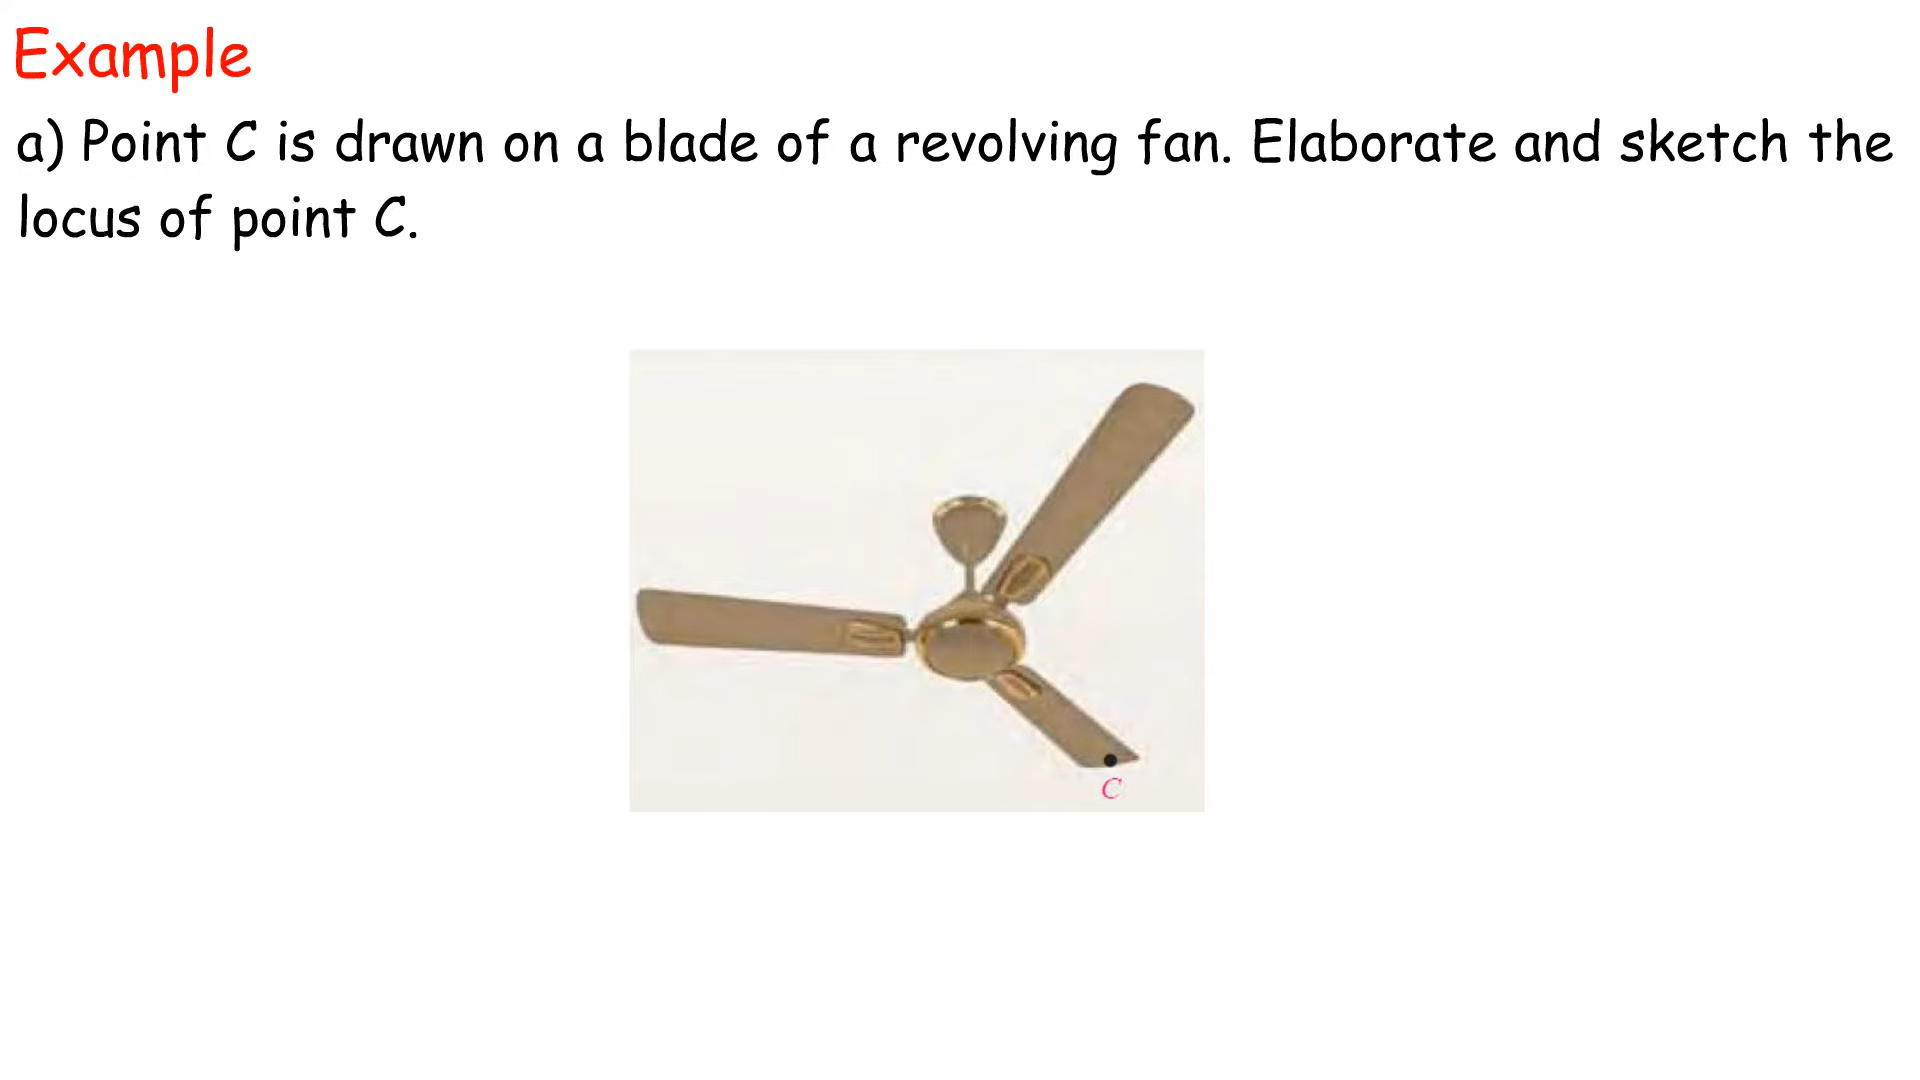 Example
a) Point C is drawn on a blade of a revolving fan. Elaborate and sketch the
locus of point C.
C